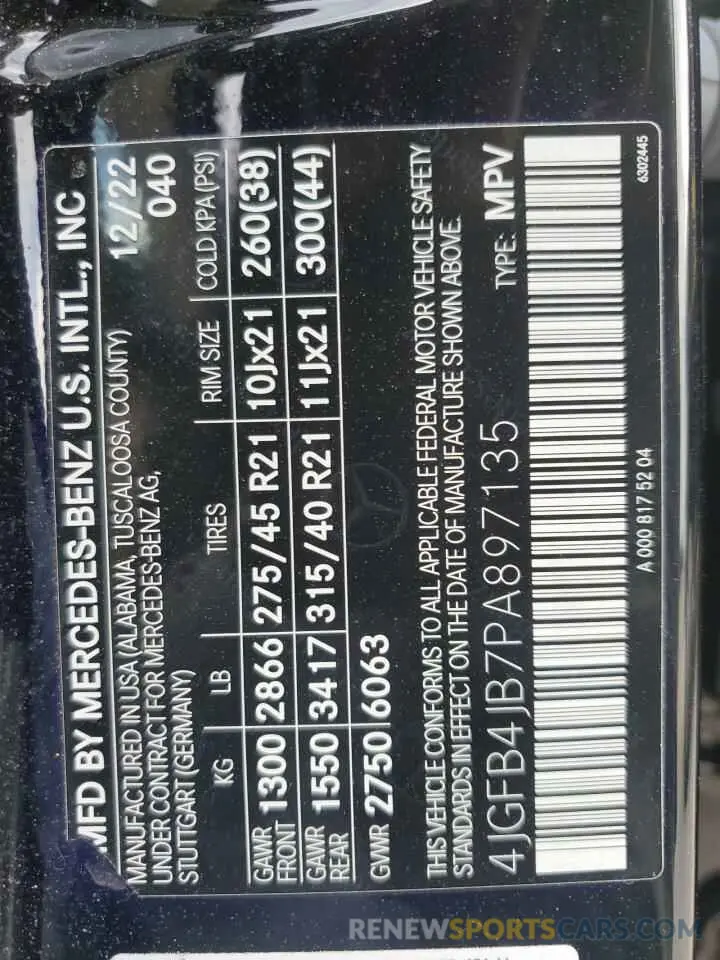 MFD BY MERCEDES-BENZ U.S. INTL., INC
MANUFACTURED IN USA (ALABAMA, TUSCALOOSA COUNTY) 12/22
UNDER CONTRACT FOR MERCEDES-BENZ AG, 040
STUTTGART (GERMANY)
KG LB TIRES RIM SIZE COLD KPA (PSI)
GAWR FRONT 1300 2866 275/45 R21 10Jx21 260(38)
GAWR REAR 1550 3417 315/40 R21 11Jx21 300(44)
GVWR 2750 6063
THIS VEHICLE CONFORMS TO ALL APPLICABLE FEDERAL MOTOR VEHICLE SAFETY
STANDARDS IN EFFECT ON THE DATE OF MANUFACTURE SHOWN ABOVE.
4JGFB4JB7PA897135 TYPE: MPV
A 000 817 52 04 6302445
RENEWSPORTSCARS.COM